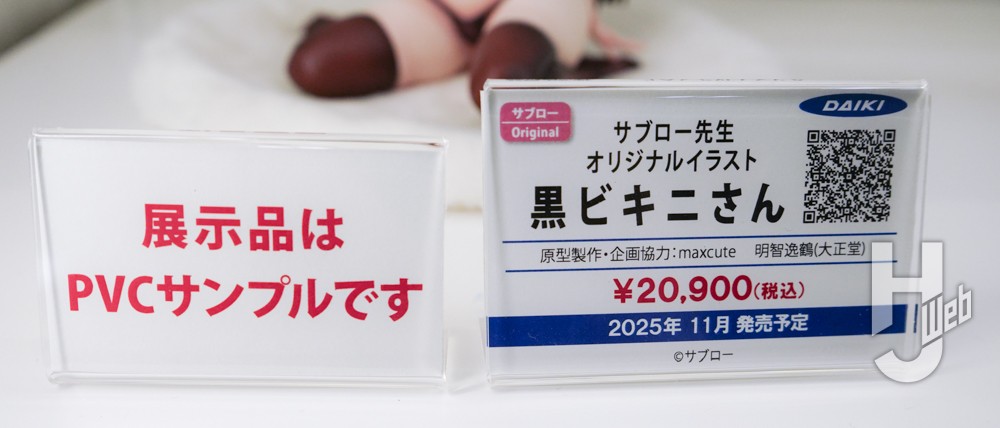 展示品は
PVCサンプルです
サブロー
Original
DAIKI
サブロー先生
オリジナルイラスト
黒ビキニさん
原型製作・企画協力:maxcute 明智逸鶴(大正堂)
¥20,900(税込)
2025年 11月 発売予定
©サブロー
HJ Web